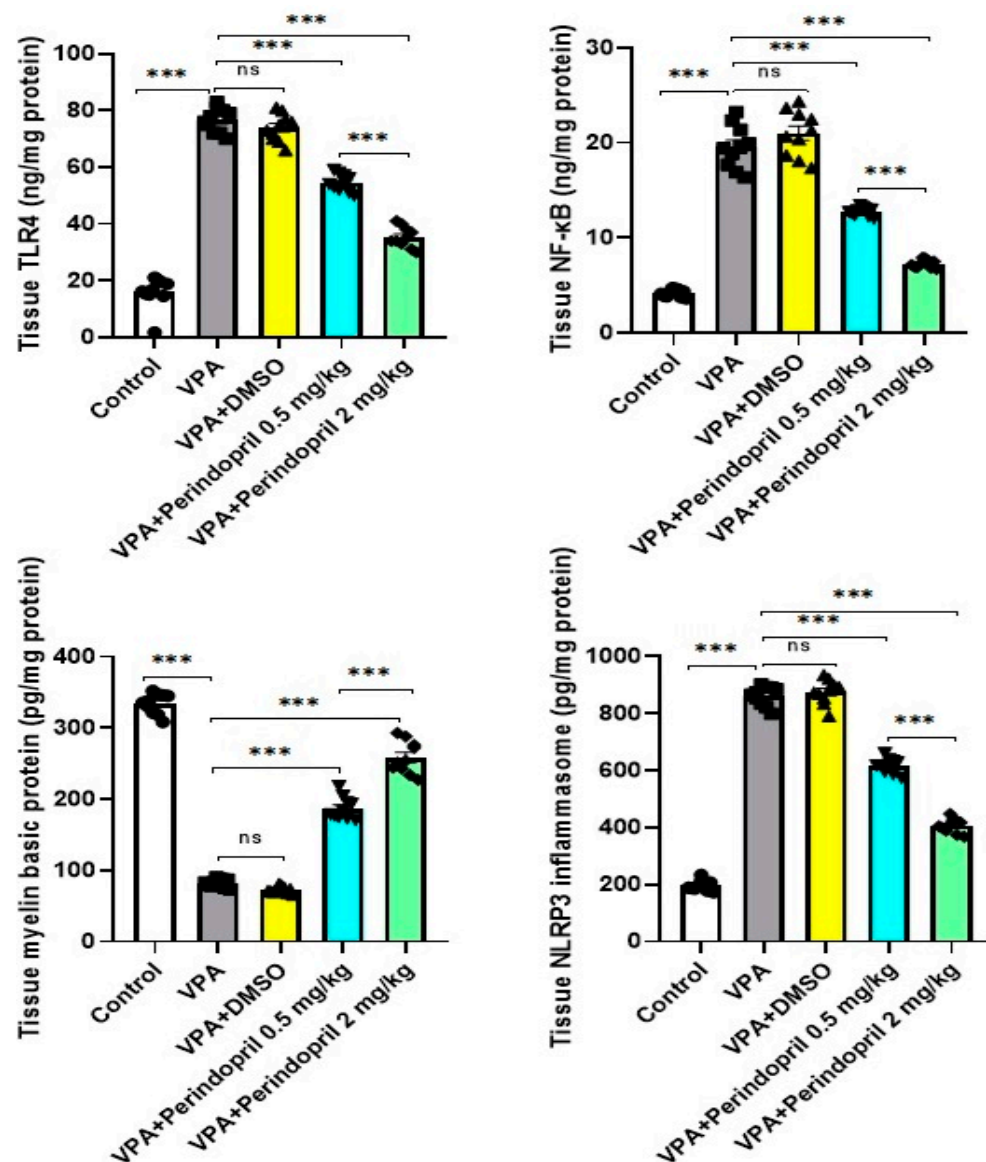 ***
***
***
ns
***
Tissue TLR4 (ng/mg protein)
100
80
60
40
20
0
Control
VPA
VPA+DMSO
VPA+Perindopril 0.5 mg/kg
VPA+Perindopril 2 mg/kg
***
***
***
ns
***
Tissue NF-κB (ng/mg protein)
30
20
10
0
Control
VPA
VPA+DMSO
VPA+Perindopril 0.5 mg/kg
VPA+Perindopril 2 mg/kg
***
***
***
***
ns
Tissue myelin basic protein (pg/mg protein)
400
300
200
100
0
Control
VPA
VPA+DMSO
VPA+Perindopril 0.5 mg/kg
VPA+Perindopril 2 mg/kg
***
***
***
ns
***
Tissue NLRP3 inflammasome (pg/mg protein)
1000
800
600
400
200
0
Control
VPA
VPA+DMSO
VPA+Perindopril 0.5 mg/kg
VPA+Perindopril 2 mg/kg